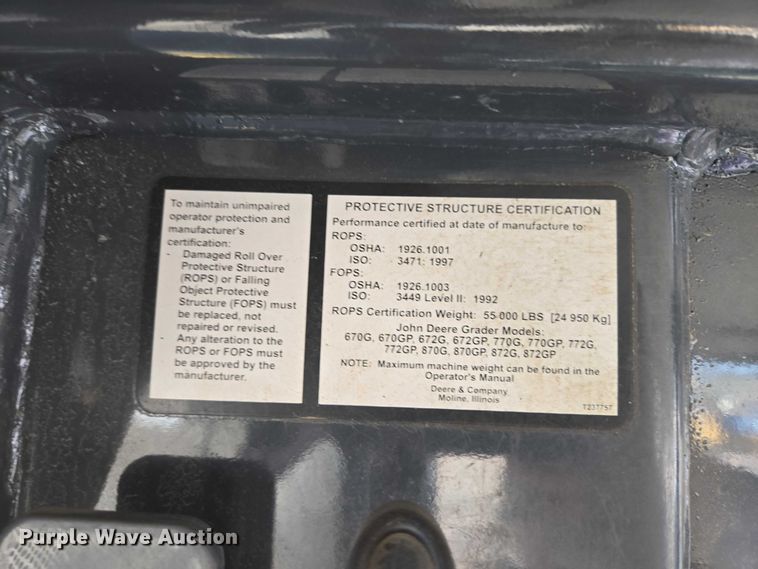 To maintain unimpaired
operator protection and
manufacturer's
certification:
- Damaged Roll Over
Protective Structure
(ROPS) or Falling
Object Protective
Structure (FOPS) must
be replaced, not
repaired or revised.
- Any alteration to the
ROPS or FOPS must
be approved by the
manufacturer.
PROTECTIVE STRUCTURE CERTIFICATION
Performance certified at date of manufacture to:
ROPS:
OSHA: 1926.1001
ISO: 3471: 1997
FOPS:
OSHA: 1926.1003
ISO: 3449 Level II: 1992
ROPS Certification Weight: 55 000 LBS [24 950 Kg]
John Deere Grader Models:
670G, 670GP, 672G, 672GP, 770G, 770GP, 772G,
772GP, 870G, 870GP, 872G, 872GP
NOTE: Maximum machine weight can be found in the
Operator's Manual
Deere & Company
Moline, Illinois
T237757
Purple Wave Auction